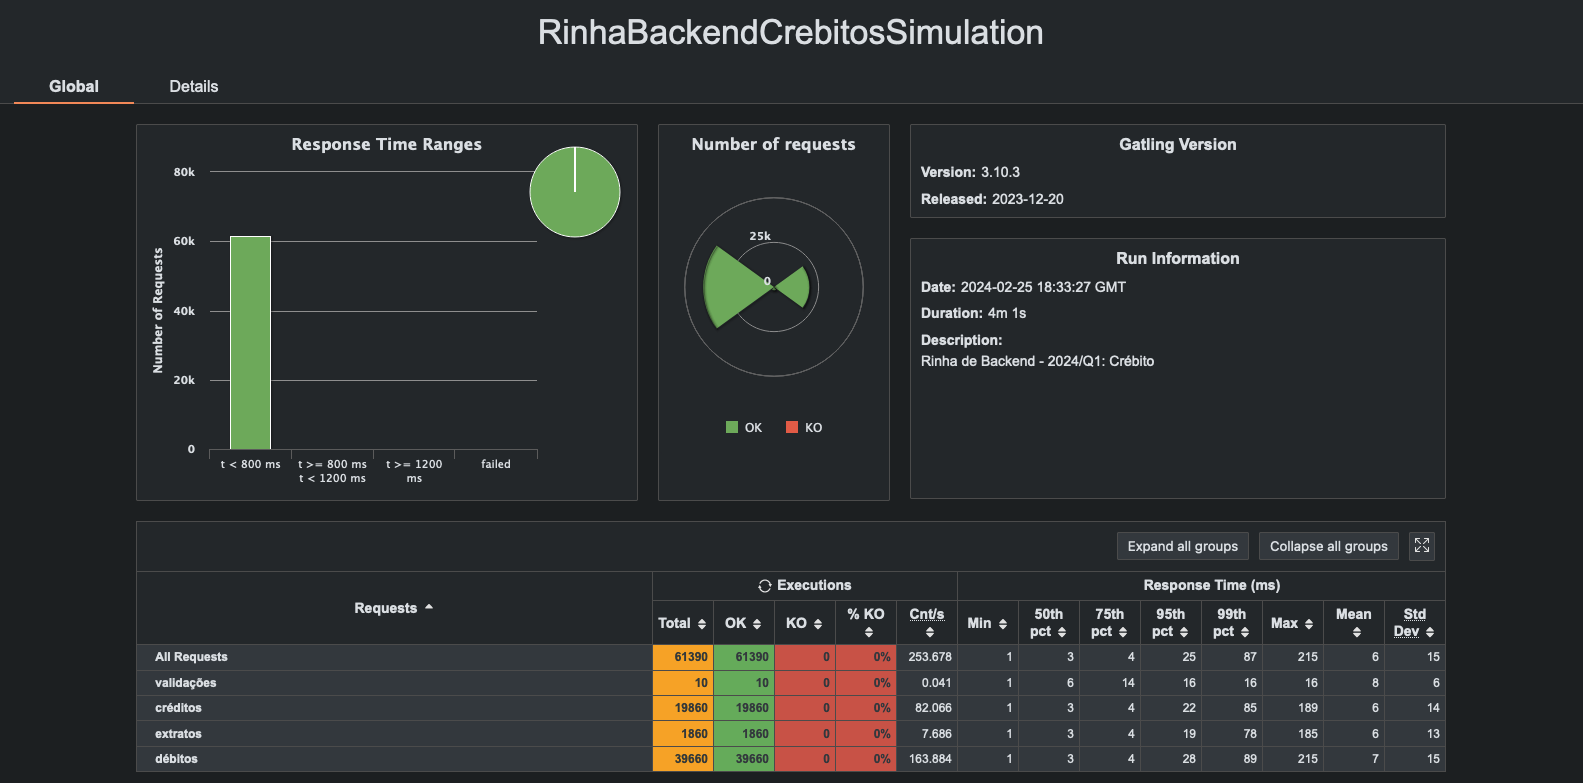 RinhaBackendCrebitosSimulation
Global Details
Response Time Ranges
80k
60k
40k
20k
0
Number of Requests
t < 800 ms
t >= 800 ms
t < 1200 ms
t >= 1200
ms
failed
Number of requests
25k
0
OK KO
Gatling Version
Version: 3.10.3
Released: 2023-12-20
Run Information
Date: 2024-02-25 18:33:27 GMT
Duration: 4m 1s
Description:
Rinha de Backend - 2024/Q1: Crébito
Expand all groups Collapse all groups
Requests Executions Response Time (ms)
Total OK KO % KO Cnt/s Min 50th pct 75th pct 95th pct 99th pct Max Mean Std Dev
All Requests 61390 61390 0 0% 253.678 1 3 4 25 87 215 6 15
validações 10 10 0 0% 0.041 1 6 14 16 16 16 8 6
créditos 19860 19860 0 0% 82.066 1 3 4 22 85 189 6 14
extratos 1860 1860 0 0% 7.686 1 3 4 19 78 185 6 13
débitos 39660 39660 0 0% 163.884 1 3 4 28 89 215 7 15